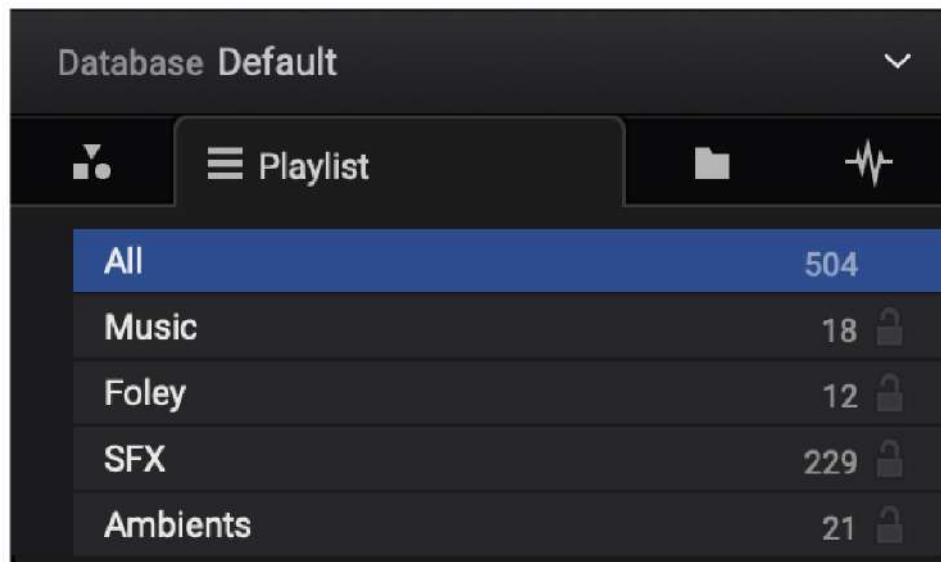 Database Default
Playlist
All 504
Music 18
Foley 12
SFX 229
Ambients 21